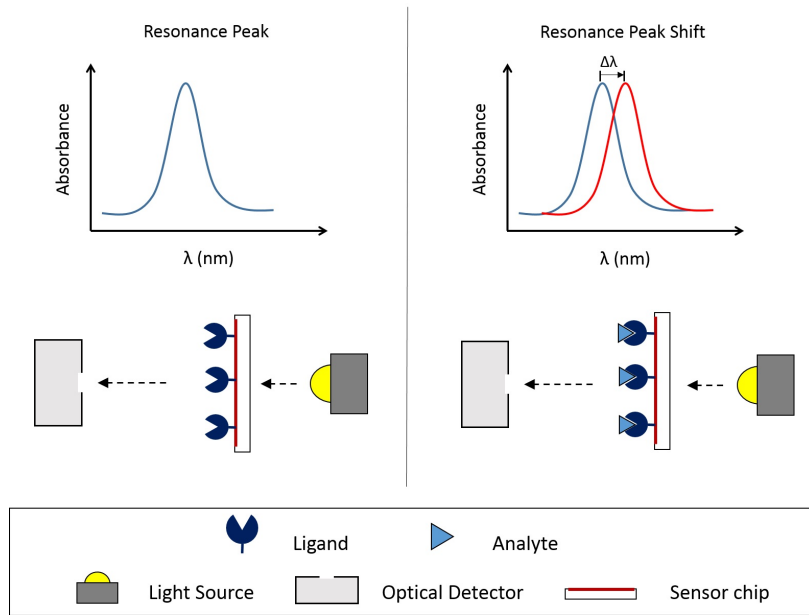 Resonance Peak
Absorbance
λ (nm)
Resonance Peak Shift
Δλ
Absorbance
λ (nm)
Ligand
Analyte
Light Source
Optical Detector
Sensor chip